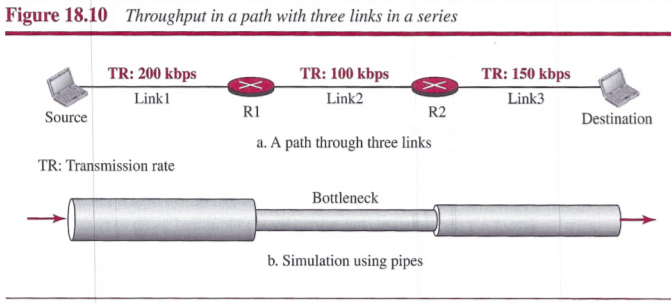 Figure 18.10 Throughput in a path with three links in a series
TR: 200 kbps TR: 100 kbps TR: 150 kbps
Link1 Link2 Link3
Source R1 R2 Destination
a. A path through three links
TR: Transmission rate
Bottleneck
b. Simulation using pipes